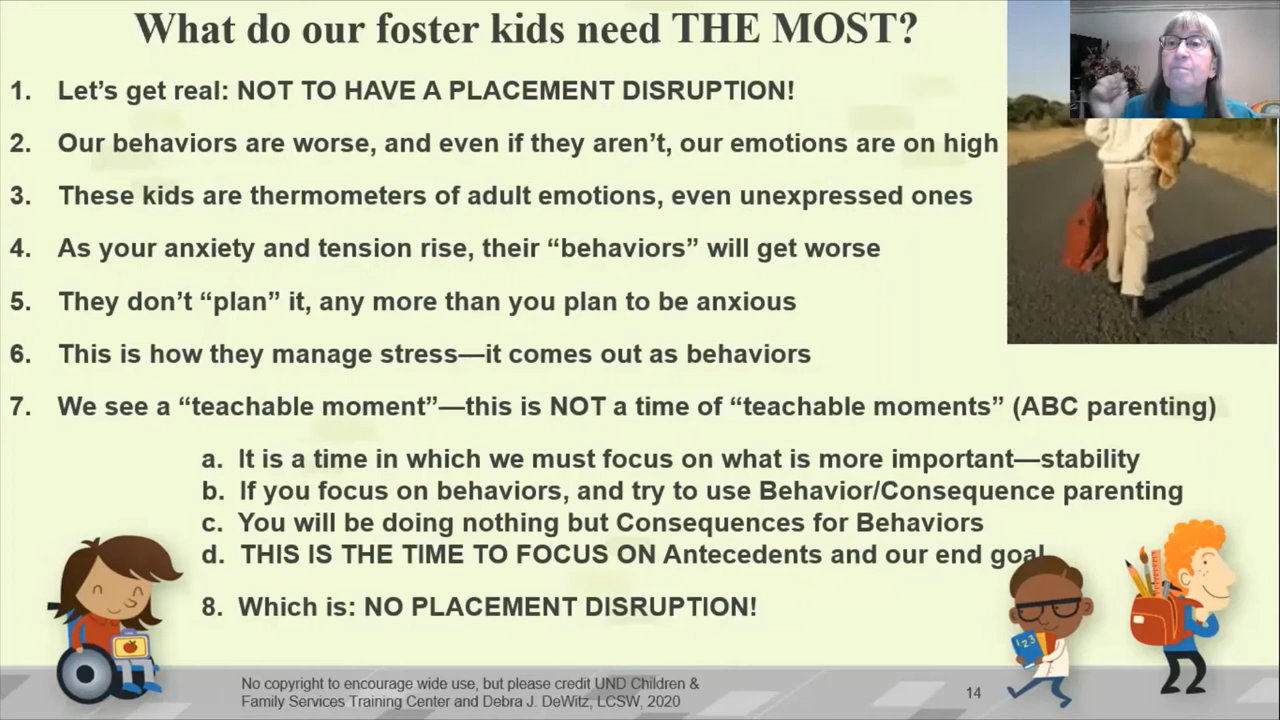 What do our foster kids need THE MOST?
1. Let's get real: NOT TO HAVE A PLACEMENT DISRUPTION!
2. Our behaviors are worse, and even if they aren't, our emotions are on high
3. These kids are thermometers of adult emotions, even unexpressed ones
4. As your anxiety and tension rise, their “behaviors” will get worse
5. They don't “plan” it, any more than you plan to be anxious
6. This is how they manage stress—it comes out as behaviors
7. We see a “teachable moment”—this is NOT a time of “teachable moments” (ABC parenting)
a. It is a time in which we must focus on what is more important—stability
b. If you focus on behaviors, and try to use Behavior/Consequence parenting
c. You will be doing nothing but Consequences for Behaviors
d. THIS IS THE TIME TO FOCUS ON Antecedents and our end goal
8. Which is: NO PLACEMENT DISRUPTION!
1 2 3
No copyright to encourage wide use, but please credit UND Children &
Family Services Training Center and Debra J. DeWitz, LCSW, 2020
14